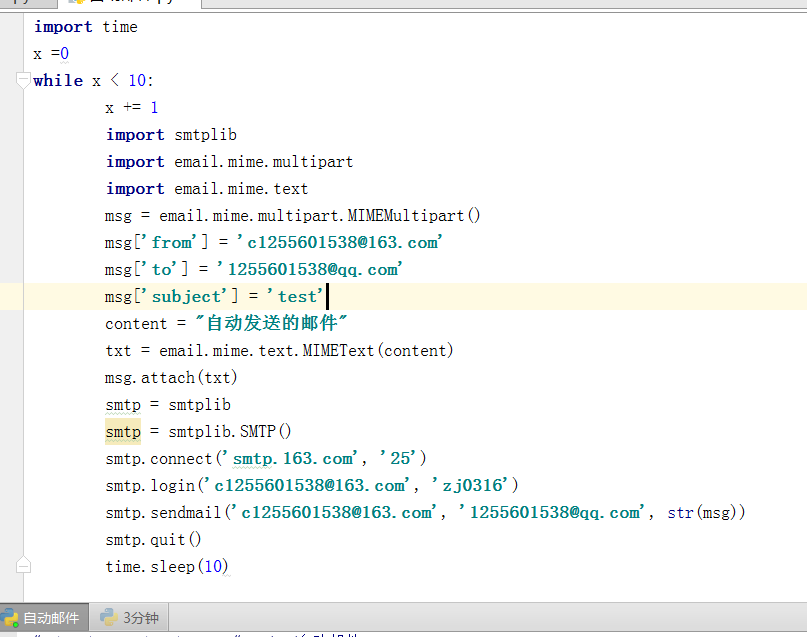 import time
x =0
while x < 10:
x += 1
import smtplib
import email.mime.multipart
import email.mime.text
msg = email.mime.multipart.MIMEMultipart()
msg['from'] = 'c1255601538@163.com'
msg['to'] = '1255601538@qq.com'
msg['subject'] = 'test'
content = "自动发送的邮件"
txt = email.mime.text.MIMEText(content)
msg.attach(txt)
smtp = smtplib
smtp = smtplib.SMTP()
smtp.connect('smtp.163.com', '25')
smtp.login('c1255601538@163.com', 'zj0316')
smtp.sendmail('c1255601538@163.com', '1255601538@qq.com', str(msg))
smtp.quit()
time.sleep(10)
自动邮件 3分钟